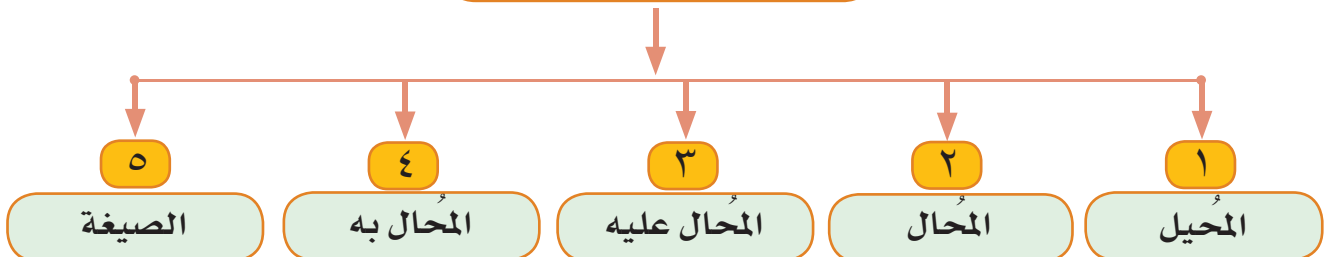 ١ ٢ ٣ ٤ ٥
المُحيل المُحال المُحال عليه المُحال به الصيغة